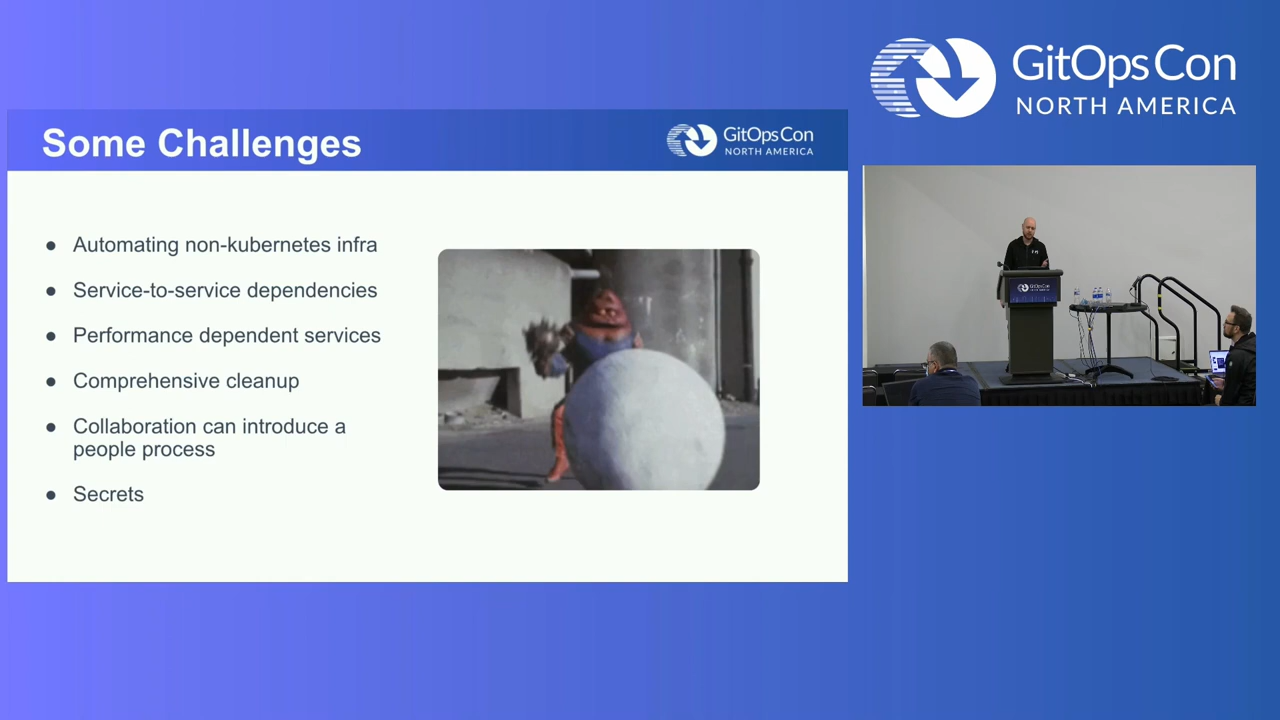 GitOpsCon
NORTH AMERICA
Some Challenges
GitOpsCon
NORTH AMERICA
● Automating non-kubernetes infra
● Service-to-service dependencies
● Performance dependent services
● Comprehensive cleanup
● Collaboration can introduce a
people process
● Secrets
GitOpsCon